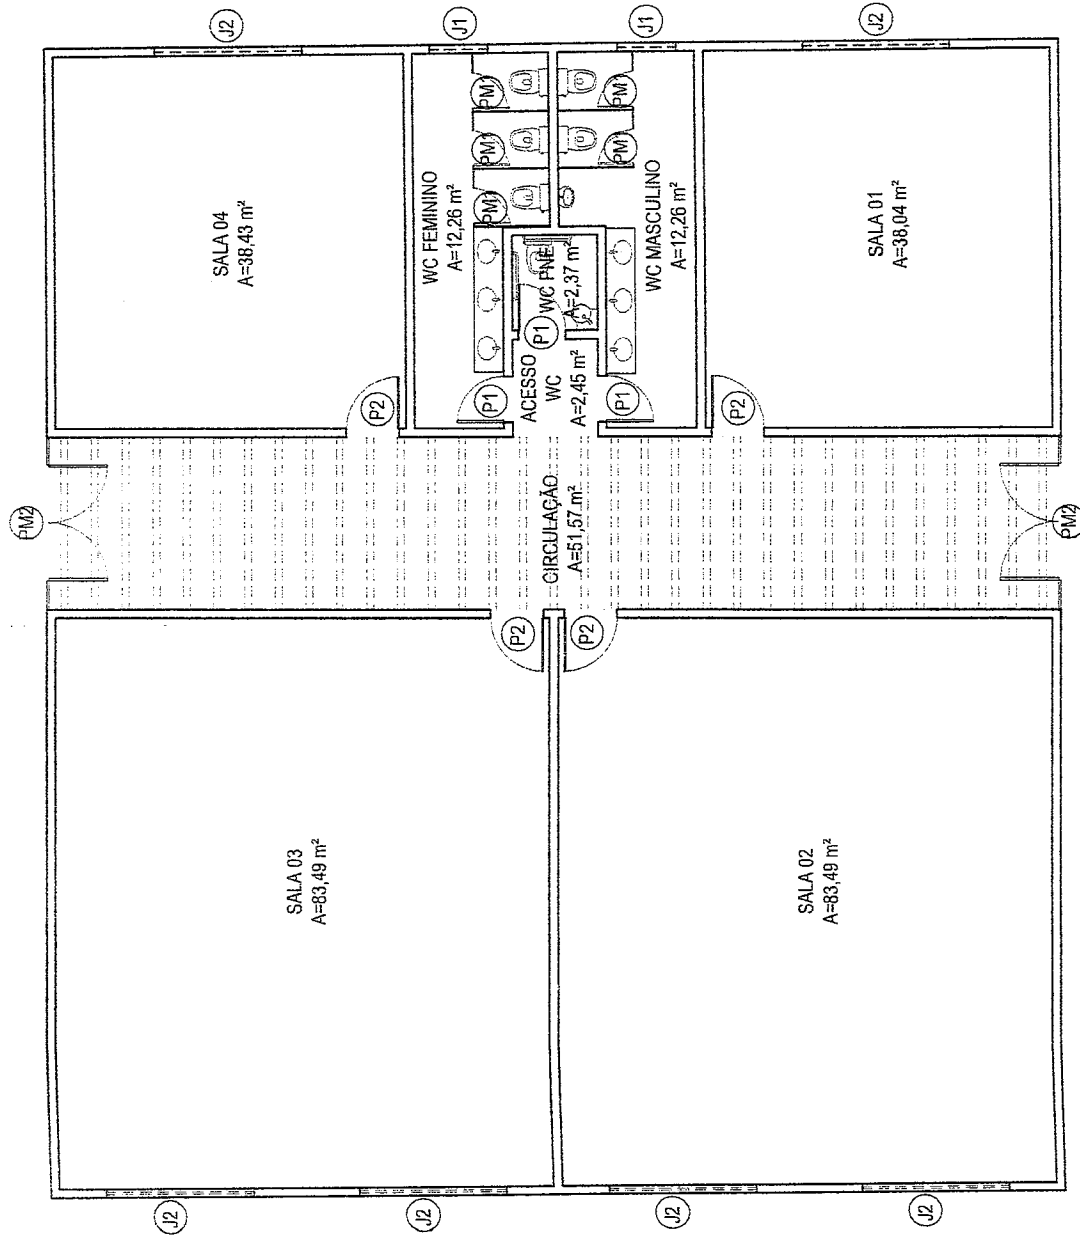 J2
J1
J1
J2
PM1
PM1
PM1
PM1
PM1
SALA 04
A=38,43 m²
WC FEMININO
A=12,26 m²
WC PNE
A=2,37 m²
WC MASCULINO
A=12,26 m²
SALA 01
A=38,04 m²
P1
P2
P1
ACESSO
WC
A=2,45 m²
P1
P2
PM2
CIRCULAÇÃO
A=51,57 m²
PM2
P2
P2
SALA 03
A=83,49 m²
SALA 02
A=83,49 m²
J2
J2
J2
J2